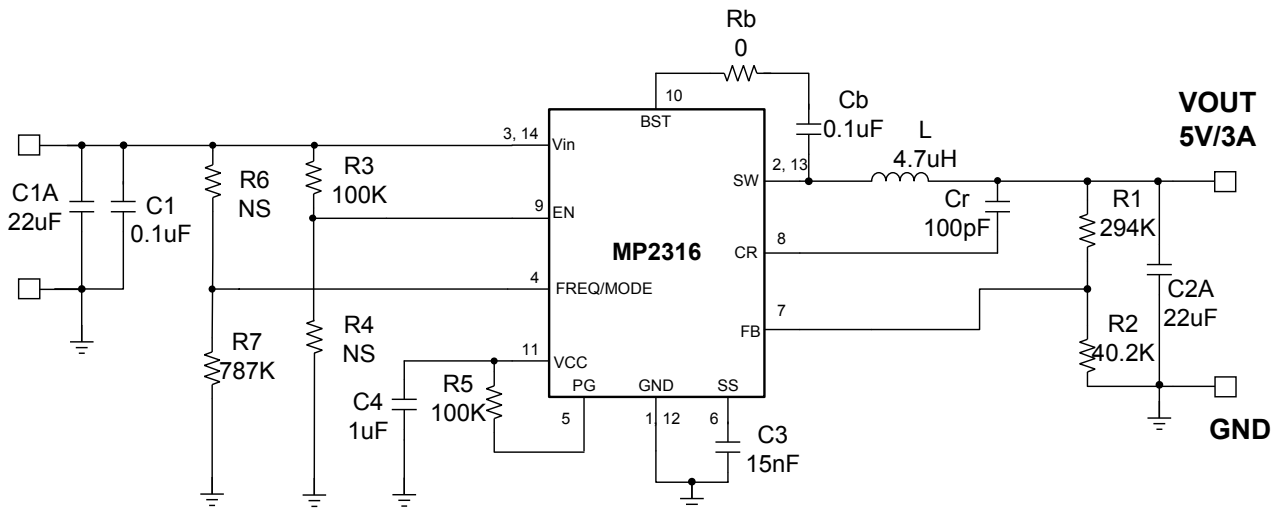 Rb
0
10
BST
Cb
0.1uF
VOUT
5V/3A
3, 14
Vin
L
4.7uH
2, 13
SW
C1A
22uF
C1
0.1uF
R6
NS
R3
100K
9
EN
MP2316
Cr
100pF
8
CR
R1
294K
4
FREQ/MODE
7
FB
C2A
22uF
R7
787K
R4
NS
R2
40.2K
11
VCC
R5
100K
PG
GND
SS
C4
1uF
5
1, 12
6
C3
15nF
GND